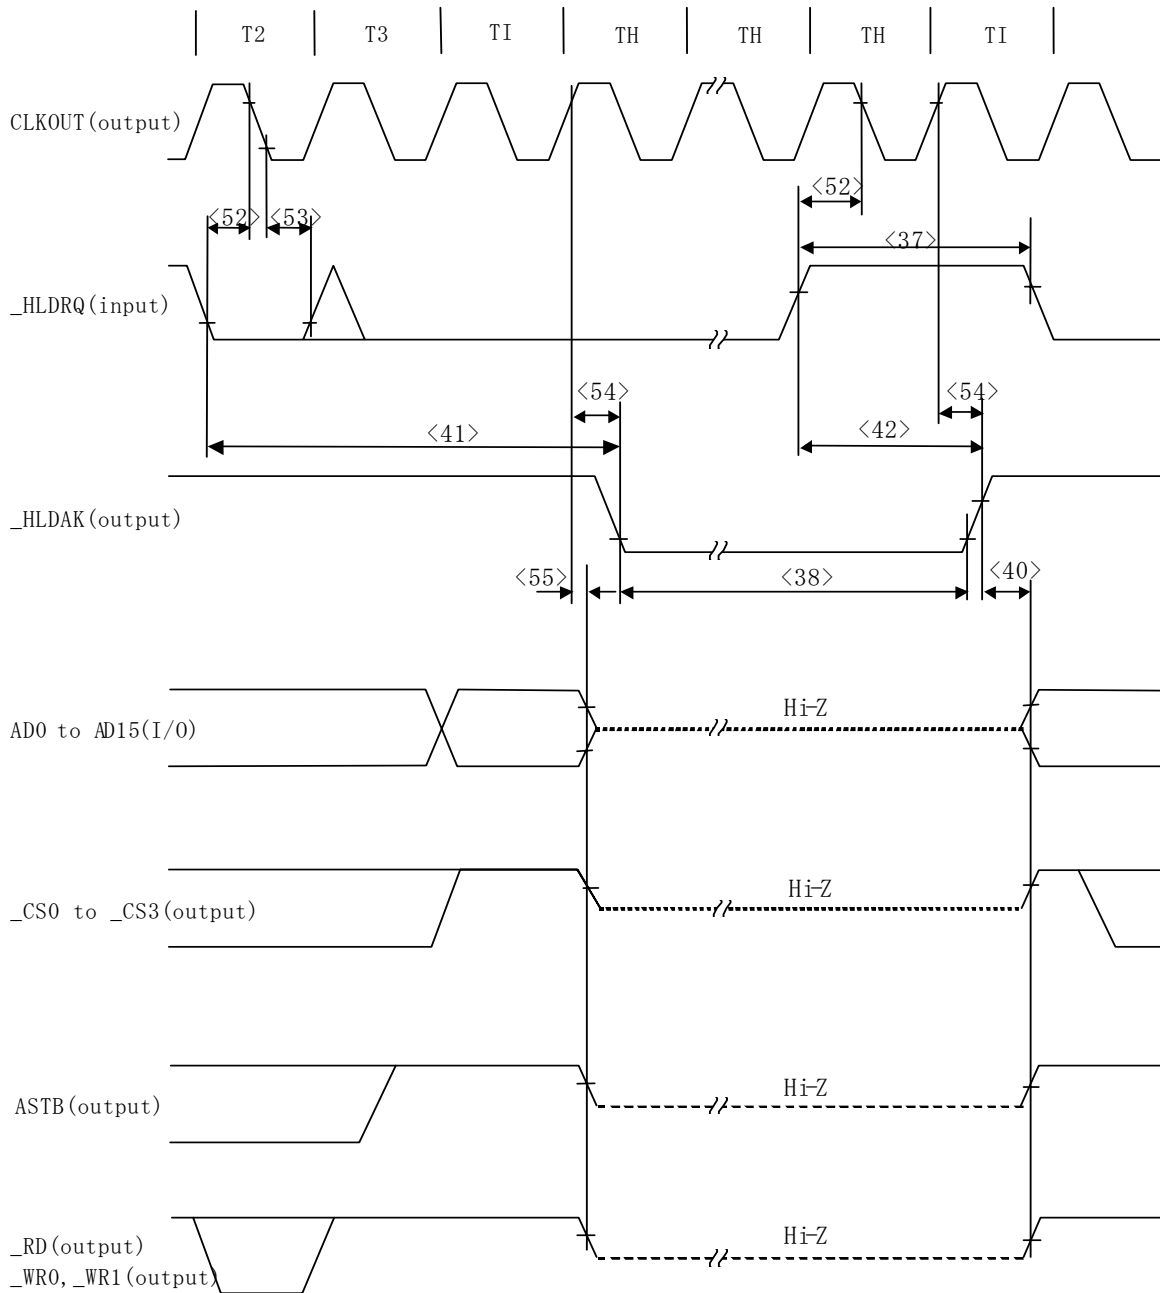 T2 T3 TI TH TH TH TI
CLKOUT(output)
<52>
<52> <53>
<37>
_HLDRQ(input)
<54> <54>
<41> <42>
_HLDAK(output)
<55> <38> <40>
Hi-Z
AD0 to AD15(I/O)
Hi-Z
_CS0 to _CS3(output)
Hi-Z
ASTB(output)
Hi-Z
_RD(output)
_WR0,_WR1(output)